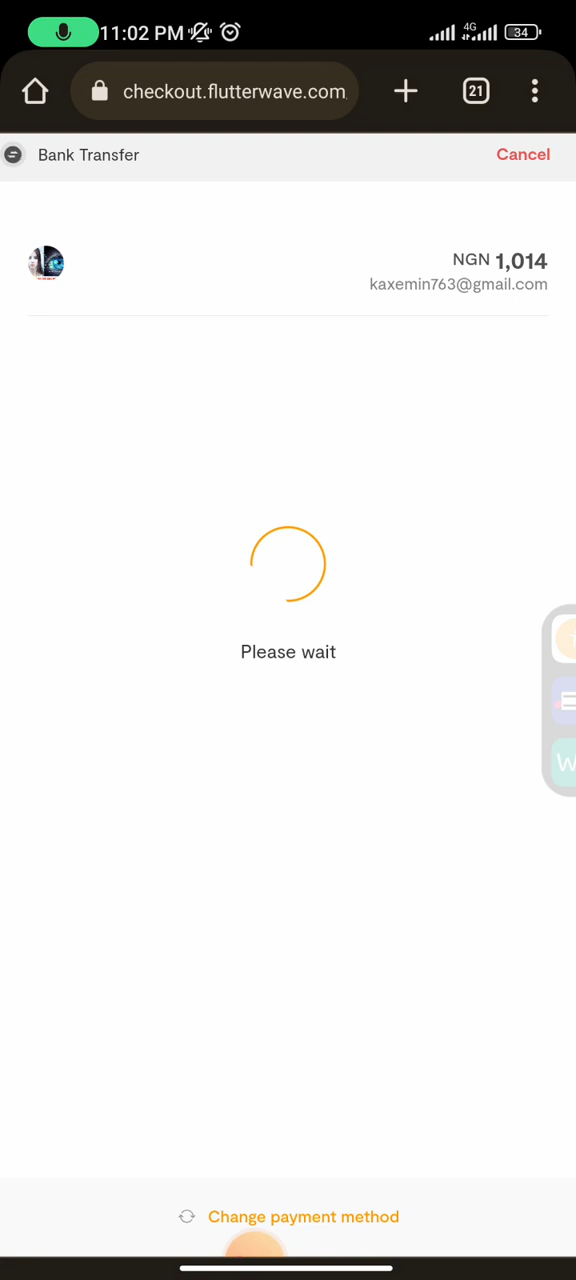 11:02 PM 4G 34
checkout.flutterwave.com 21
Bank Transfer Cancel
NGN 1,014
kaxemin763@gmail.com
Please wait
W
Change payment method